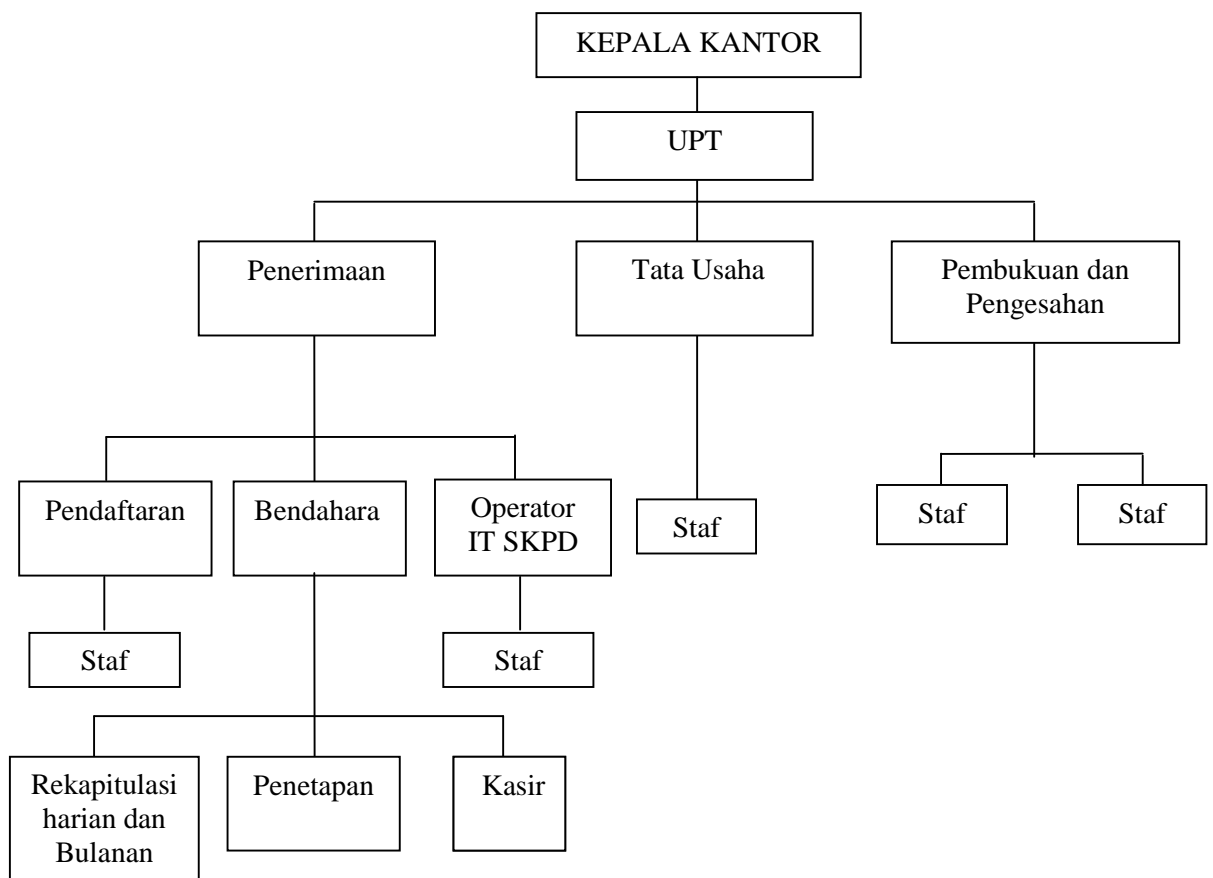 KEPALA KANTOR
UPT
Penerimaan
Tata Usaha
Pembukuan dan
Pengesahan
Pendaftaran
Bendahara
Operator
IT SKPD
Staf
Staf
Staf
Staf
Staf
Rekapitulasi
harian dan
Bulanan
Penetapan
Kasir